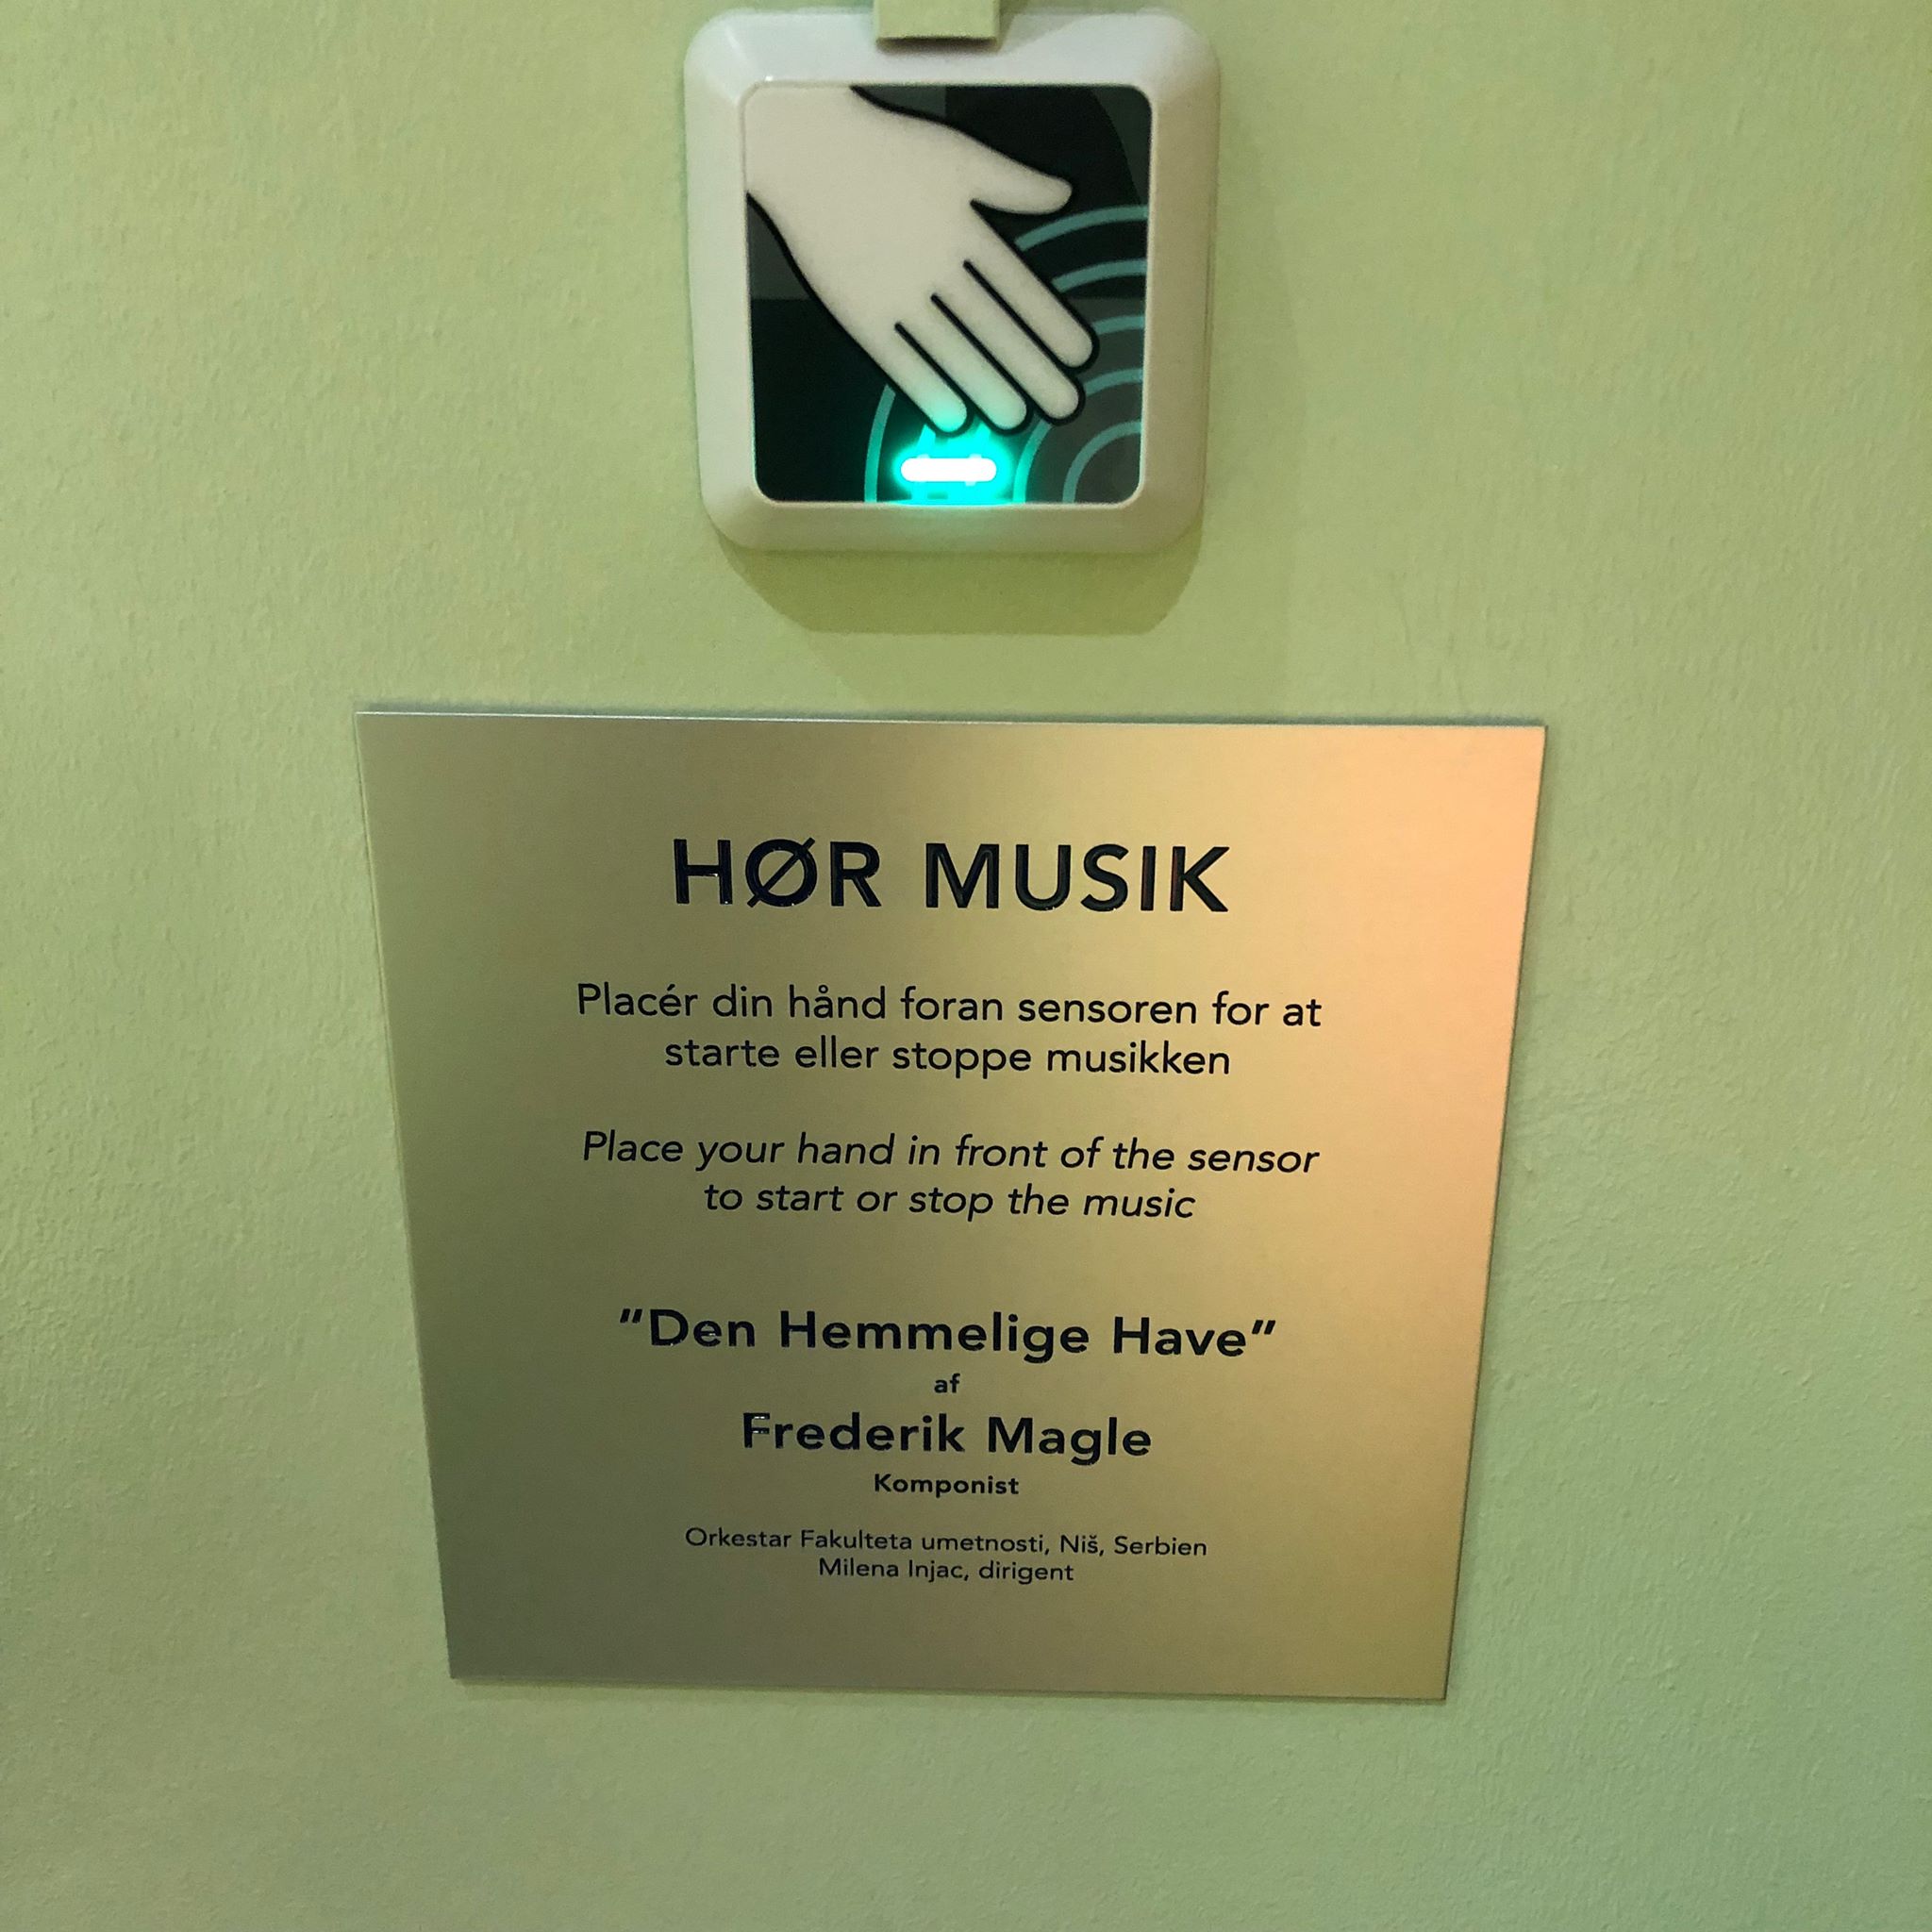 HØR MUSIK
Placér din hånd foran sensoren for at
starte eller stoppe musikken
Place your hand in front of the sensor
to start or stop the music
"Den Hemmelige Have"
af
Frederik Magle
Komponist
Orkestar Fakulteta umetnosti, Niš, Serbien
Milena Injac, dirigent